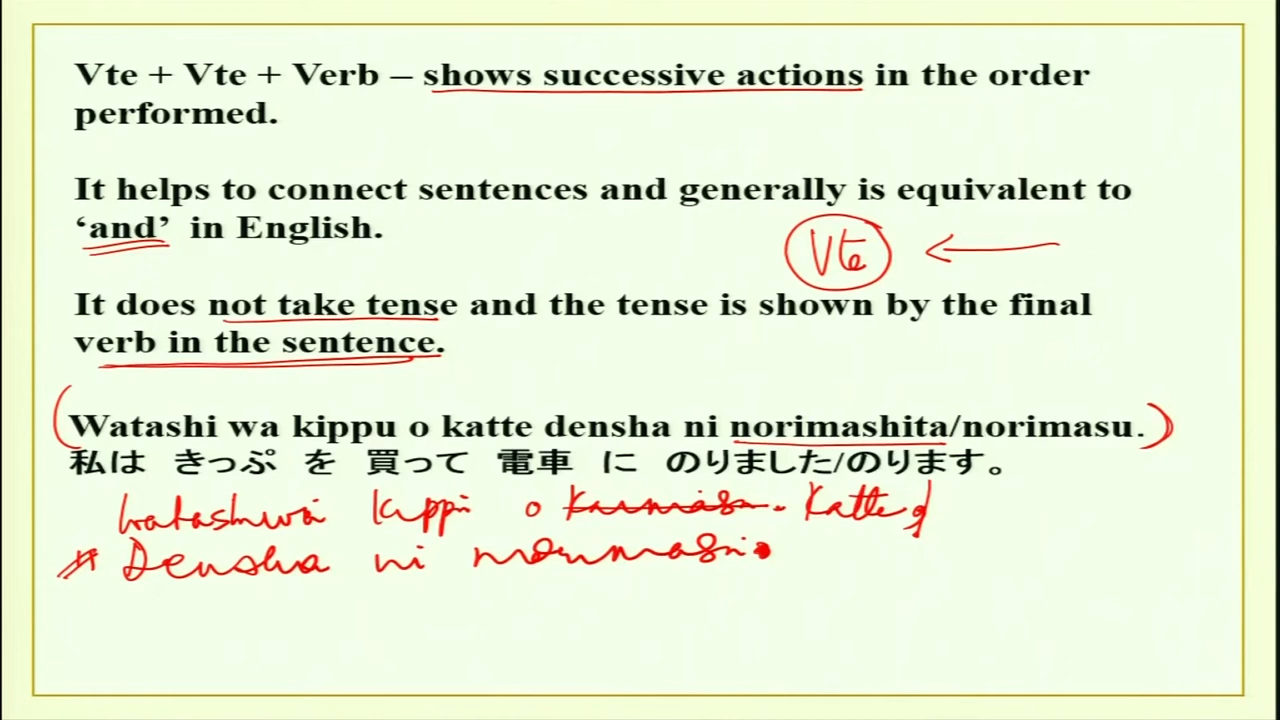 Vte + Vte + Verb – shows successive actions in the order
performed.
It helps to connect sentences and generally is equivalent to
‘and’ in English.
Vte
It does not take tense and the tense is shown by the final
verb in the sentence.
(Watashi wa kippu o katte densha ni norimashita/norimasu.)
私は きっぷ を 買って 電車 に のりました/のります。
watashiwa kippu o kaimasu. Katte
Densha ni norimasu.